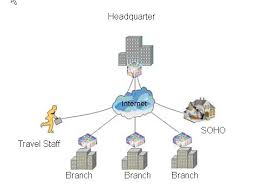 Headquarter
Internet
SOHO
Travel Staff
Branch
Branch
Branch